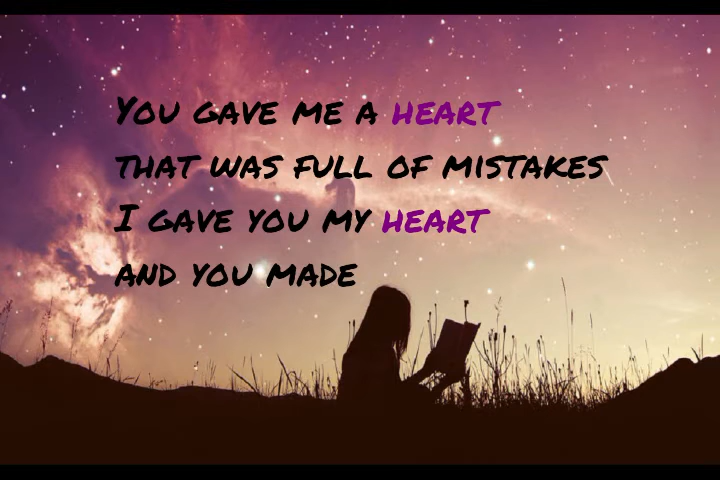 You gave me a heart
that was full of mistakes
I gave you my heart
and you made